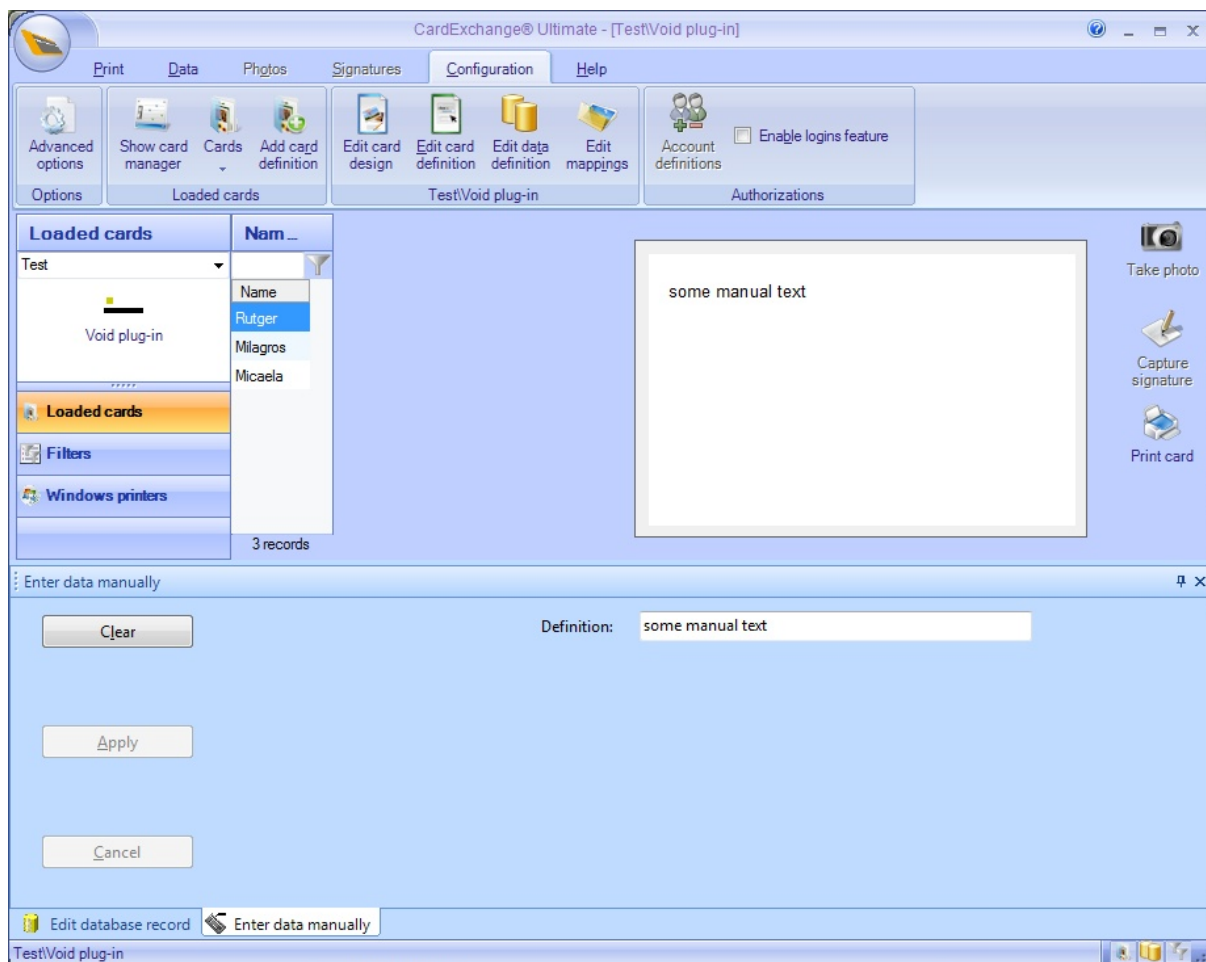 CardExchange® Ultimate - [Test\Void plug-in]
Print Data Photos Signatures Configuration Help
Advanced options
Show card manager
Cards
Add card definition
Edit card design
Edit card definition
Edit data definition
Edit mappings
Account definitions
Enable logins feature
Options Loaded cards Test\Void plug-in Authorizations
Loaded cards
Test
Void plug-in
Loaded cards
Filters
Windows printers
Nam...
Name
Rutger
Milagros
Micaela
3 records
some manual text
Take photo
Capture
signature
Print card
Enter data manually
Clear
Definition: some manual text
Apply
Cancel
Edit database record Enter data manually
Test\Void plug-in